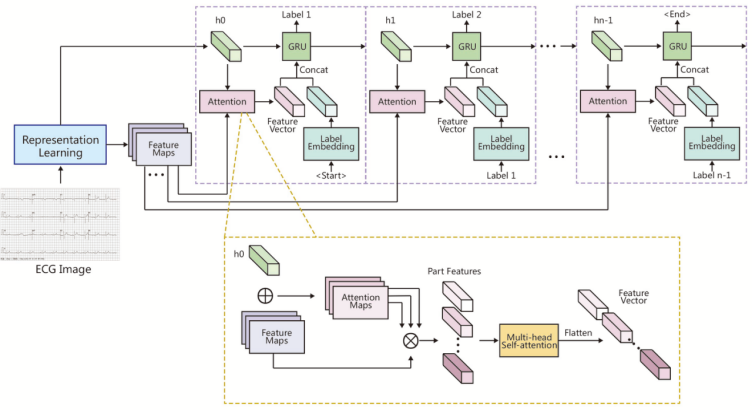 h0
Label 1
GRU
Concat
Attention
Feature
Vector
Label
Embedding
<Start>
h1
Label 2
GRU
Concat
Attention
Feature
Vector
Label
Embedding
Label 1
...
...
hn-1
<End>
GRU
Concat
Attention
Feature
Vector
Label
Embedding
Label n-1
Representation
Learning
Feature
Maps
...
ECG Image
h0
Attention
Maps
Feature
Maps
Part Features
Multi-head
Self-attention
Flatten
Feature
Vector